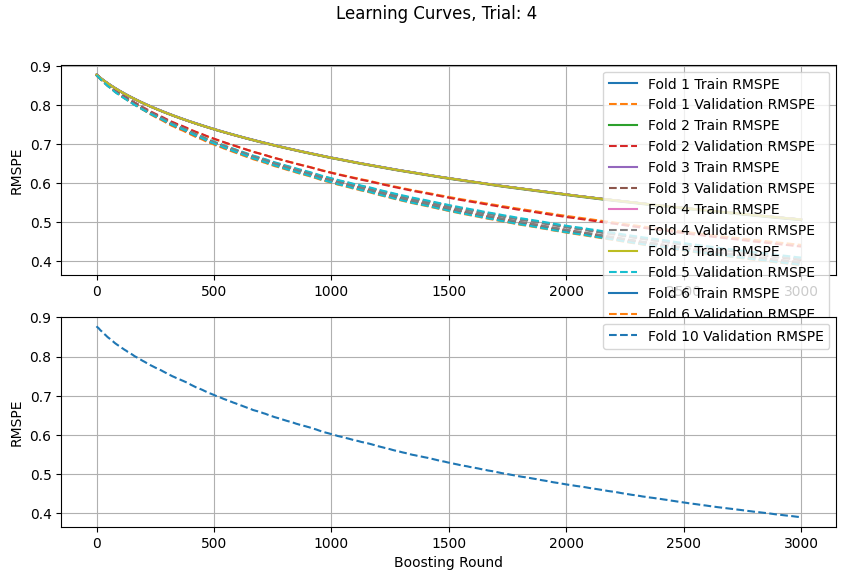 Learning Curves, Trial: 4
0.9
0.8
0.7
0.6
0.5
0.4
RMSPE
Fold 1 Train RMSPE
Fold 1 Validation RMSPE
Fold 2 Train RMSPE
Fold 2 Validation RMSPE
Fold 3 Train RMSPE
Fold 3 Validation RMSPE
Fold 4 Train RMSPE
Fold 4 Validation RMSPE
Fold 5 Train RMSPE
Fold 5 Validation RMSPE
Fold 6 Train RMSPE
Fold 6 Validation RMSPE
0 500 1000 1500 2000 2500 3000
0.9
0.8
0.7
0.6
0.5
0.4
RMSPE
Fold 10 Validation RMSPE
0 500 1000 1500 2000 2500 3000
Boosting Round